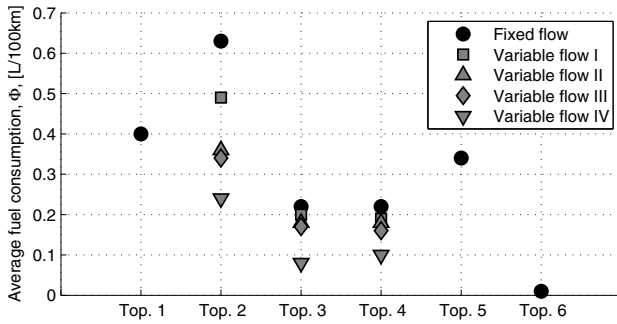 Average fuel consumption, Φ, [L/100km]
0.7
0.6
0.5
0.4
0.3
0.2
0.1
0
Top. 1 Top. 2 Top. 3 Top. 4 Top. 5 Top. 6
Fixed flow
Variable flow I
Variable flow II
Variable flow III
Variable flow IV